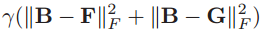 γ(‖B − F‖²_F + ‖B − G‖²_F)